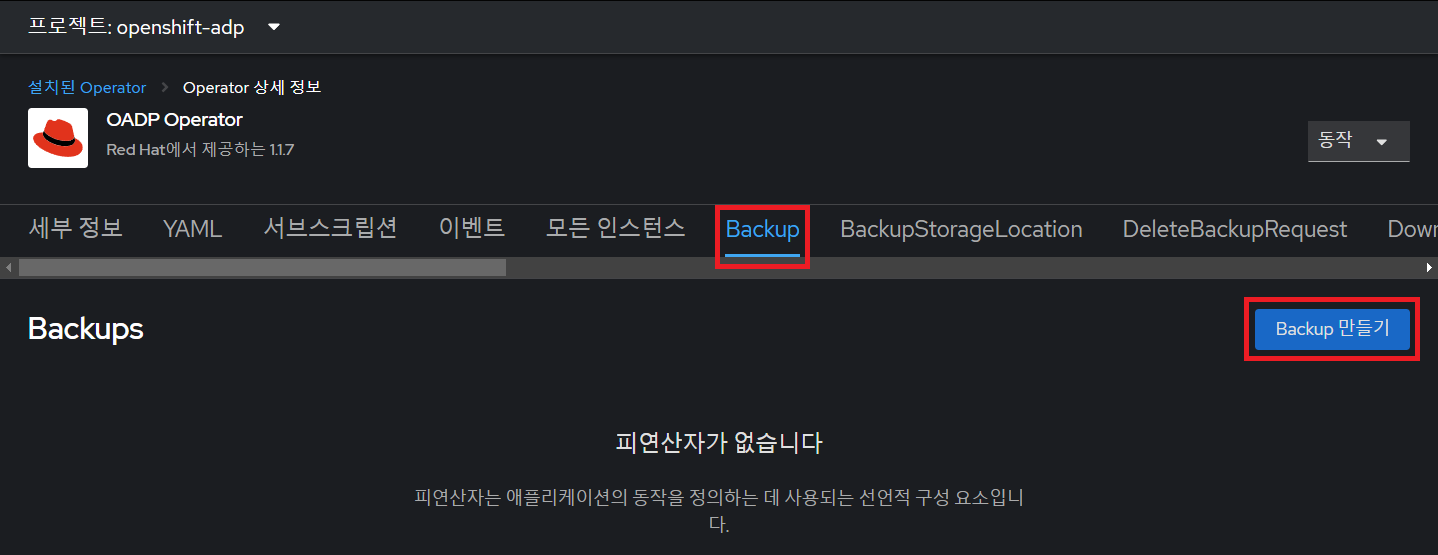 프로젝트: openshift-adp
설치된 Operator
Operator 상세 정보
OADP Operator
Red Hat에서 제공하는 1.1.7
동작
세부 정보 YAML 서브스크립션 이벤트 모든 인스턴스 Backup BackupStorageLocation DeleteBackupRequest Down
Backups
Backup 만들기
피연산자가 없습니다
피연산자는 애플리케이션의 동작을 정의하는 데 사용되는 선언적 구성 요소입니
다.